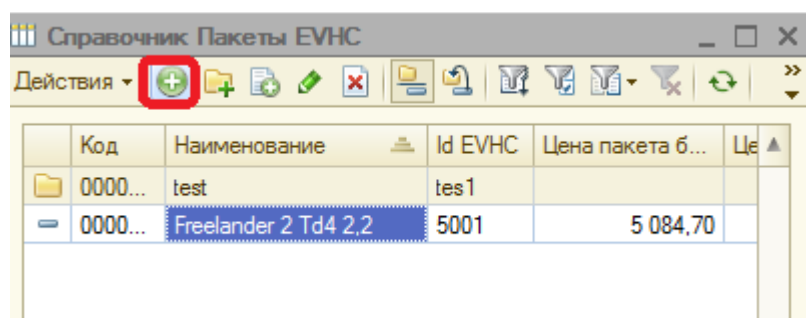 Справочник Пакеты EVHC
Действия
Код Наименование Id EVHC Цена пакета б... Це
0000... test tes1
0000... Freelander 2 Td4 2,2 5001 5 084,70